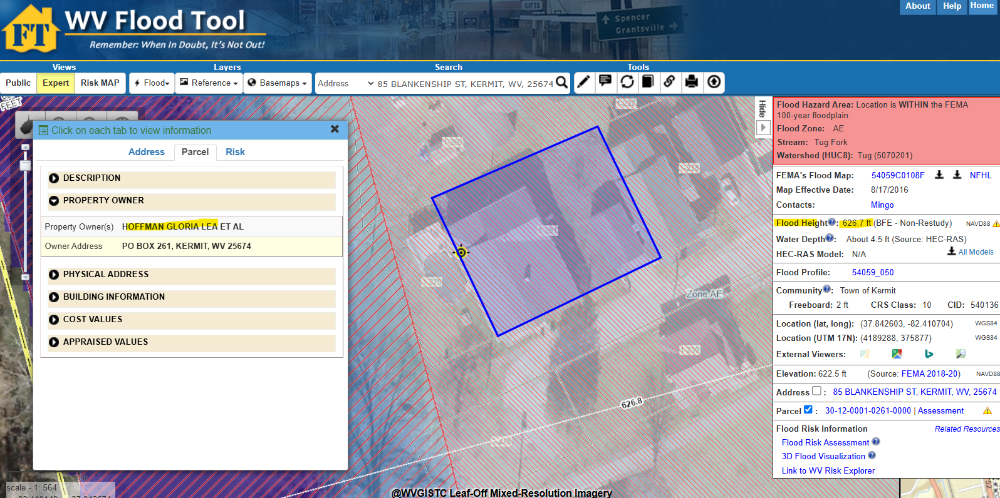 WV Flood Tool
FT
Remember: When In Doubt, It's Not Out!
GIFTS
Spencer
Grantsville
About Help Home
Views Layers Search Tools
Public Expert Risk MAP Flood Reference Basemaps Address 85 BLANKENSHIP ST, KERMIT, WV, 25674
FEET
Click on each tab to view information
Address Parcel Risk
DESCRIPTION
PROPERTY OWNER
Property Owner(s) HOFFMAN GLORIA LEA ET AL
Owner Address PO BOX 261, KERMIT, WV 25674
PHYSICAL ADDRESS
BUILDING INFORMATION
COST VALUES
APPRAISED VALUES
scale - 1: 564
1-261
Zone AE
626.8
@WVGISTC Leaf-Off Mixed-Resolution Imagery
Hide
Flood Hazard Area: Location is WITHIN the FEMA
100-year floodplain.
Flood Zone: AE
Stream: Tug Fork
Watershed (HUC8): Tug (5070201)
FEMA's Flood Map: 54059C0108F NFHL
Map Effective Date: 8/17/2016
Contacts: Mingo
Flood Height: 626.7 ft (BFE - Non-Restudy) NAVD88
Water Depth: About 4.5 ft (Source: HEC-RAS)
HEC-RAS Model: N/A All Models
Flood Profile: 54059_050
Community: Town of Kermit
Freeboard: 2 ft CRS Class: 10 CID: 540136
Location (lat, long): (37.842603, -82.410704) WGS84
Location (UTM 17N): (4189288, 375877) WGS84
External Viewers:
Elevation: 622.5 ft (Source: FEMA 2018-20) NAVD88
Address : 85 BLANKENSHIP ST, KERMIT, WV, 25674
Parcel : 30-12-0001-0261-0000 | Assessment
Flood Risk Information Related Resources
Flood Risk Assessment
3D Flood Visualization
Link to WV Risk Explorer